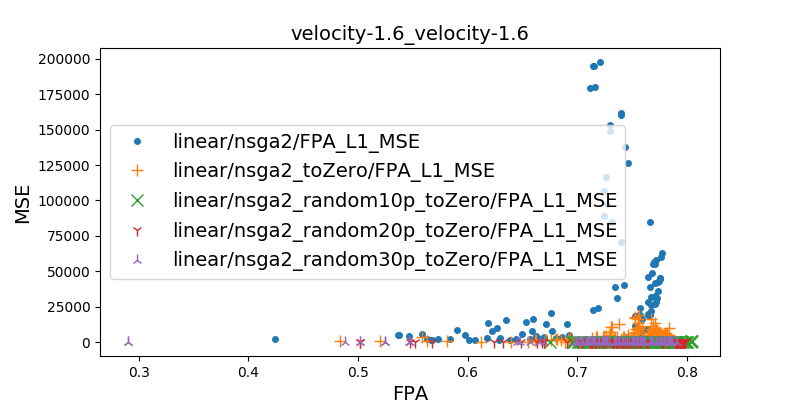 velocity-1.6_velocity-1.6
MSE
200000
175000
150000
125000
100000
75000
50000
25000
0
linear/nsga2/FPA_L1_MSE
linear/nsga2_toZero/FPA_L1_MSE
linear/nsga2_random10p_toZero/FPA_L1_MSE
linear/nsga2_random20p_toZero/FPA_L1_MSE
linear/nsga2_random30p_toZero/FPA_L1_MSE
0.3 0.4 0.5 0.6 0.7 0.8
FPA